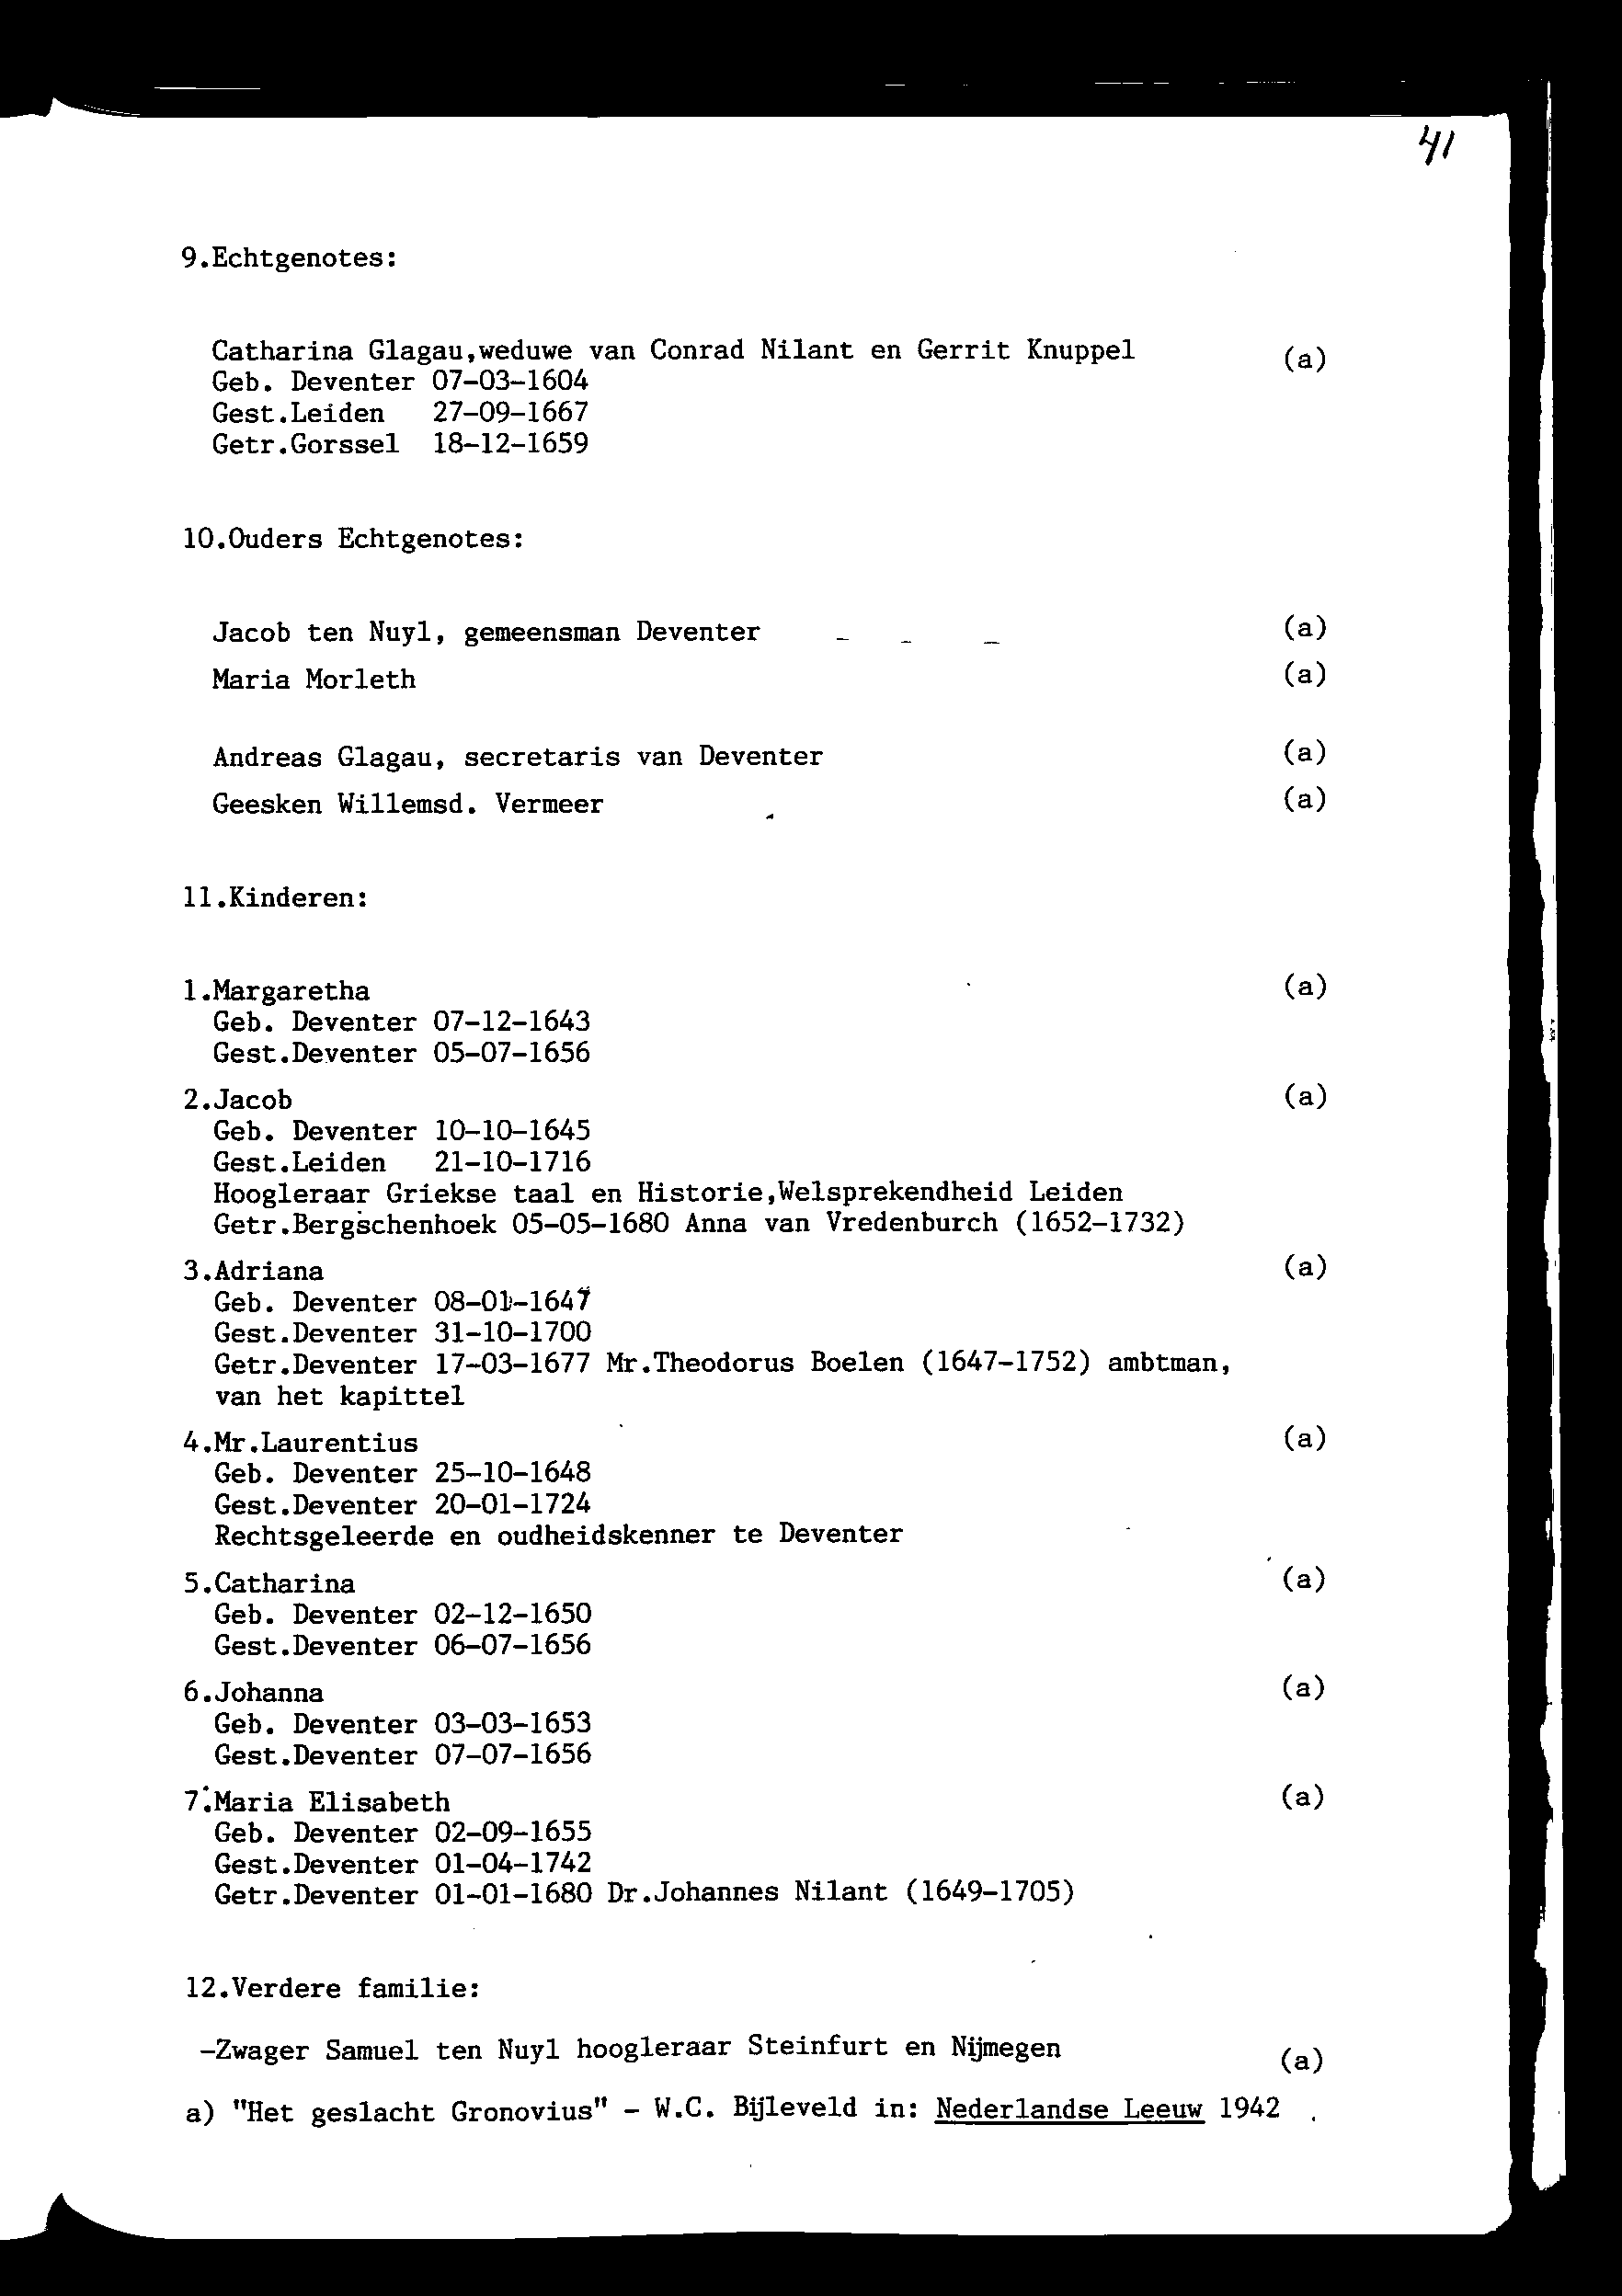 41
9.Echtgenotes:
Catharina Glagau,weduwe van Conrad Nilant en Gerrit Knuppel (a)
Geb. Deventer 07-03-1604
Gest.Leiden 27-09-1667
Getr.Gorssel 18-12-1659
10.Ouders Echtgenotes:
Jacob ten Nuyl, gemeensman Deventer (a)
Maria Morleth (a)
Andreas Glagau, secretaris van Deventer (a)
Geesken Willemsd. Vermeer (a)
11.Kinderen:
1.Margaretha (a)
Geb. Deventer 07-12-1643
Gest.Deventer 05-07-1656
2.Jacob (a)
Geb. Deventer 10-10-1645
Gest.Leiden 21-10-1716
Hoogleraar Griekse taal en Historie,Welsprekendheid Leiden
Getr.Bergschenhoek 05-05-1680 Anna van Vredenburch (1652-1732)
3.Adriana (a)
Geb. Deventer 08-01-1647
Gest.Deventer 31-10-1700
Getr.Deventer 17-03-1677 Mr.Theodorus Boelen (1647-1752) ambtman,
van het kapittel
4.Mr.Laurentius (a)
Geb. Deventer 25-10-1648
Gest.Deventer 20-01-1724
Rechtsgeleerde en oudheidskenner te Deventer
5.Catharina (a)
Geb. Deventer 02-12-1650
Gest.Deventer 06-07-1656
6.Johanna (a)
Geb. Deventer 03-03-1653
Gest.Deventer 07-07-1656
7.Maria Elisabeth (a)
Geb. Deventer 02-09-1655
Gest.Deventer 01-04-1742
Getr.Deventer 01-01-1680 Dr.Johannes Nilant (1649-1705)
12.Verdere familie:
-Zwager Samuel ten Nuyl hoogleraar Steinfurt en Nijmegen (a)
a) "Het geslacht Gronovius" - W.C. Bijleveld in: Nederlandse Leeuw 1942 .